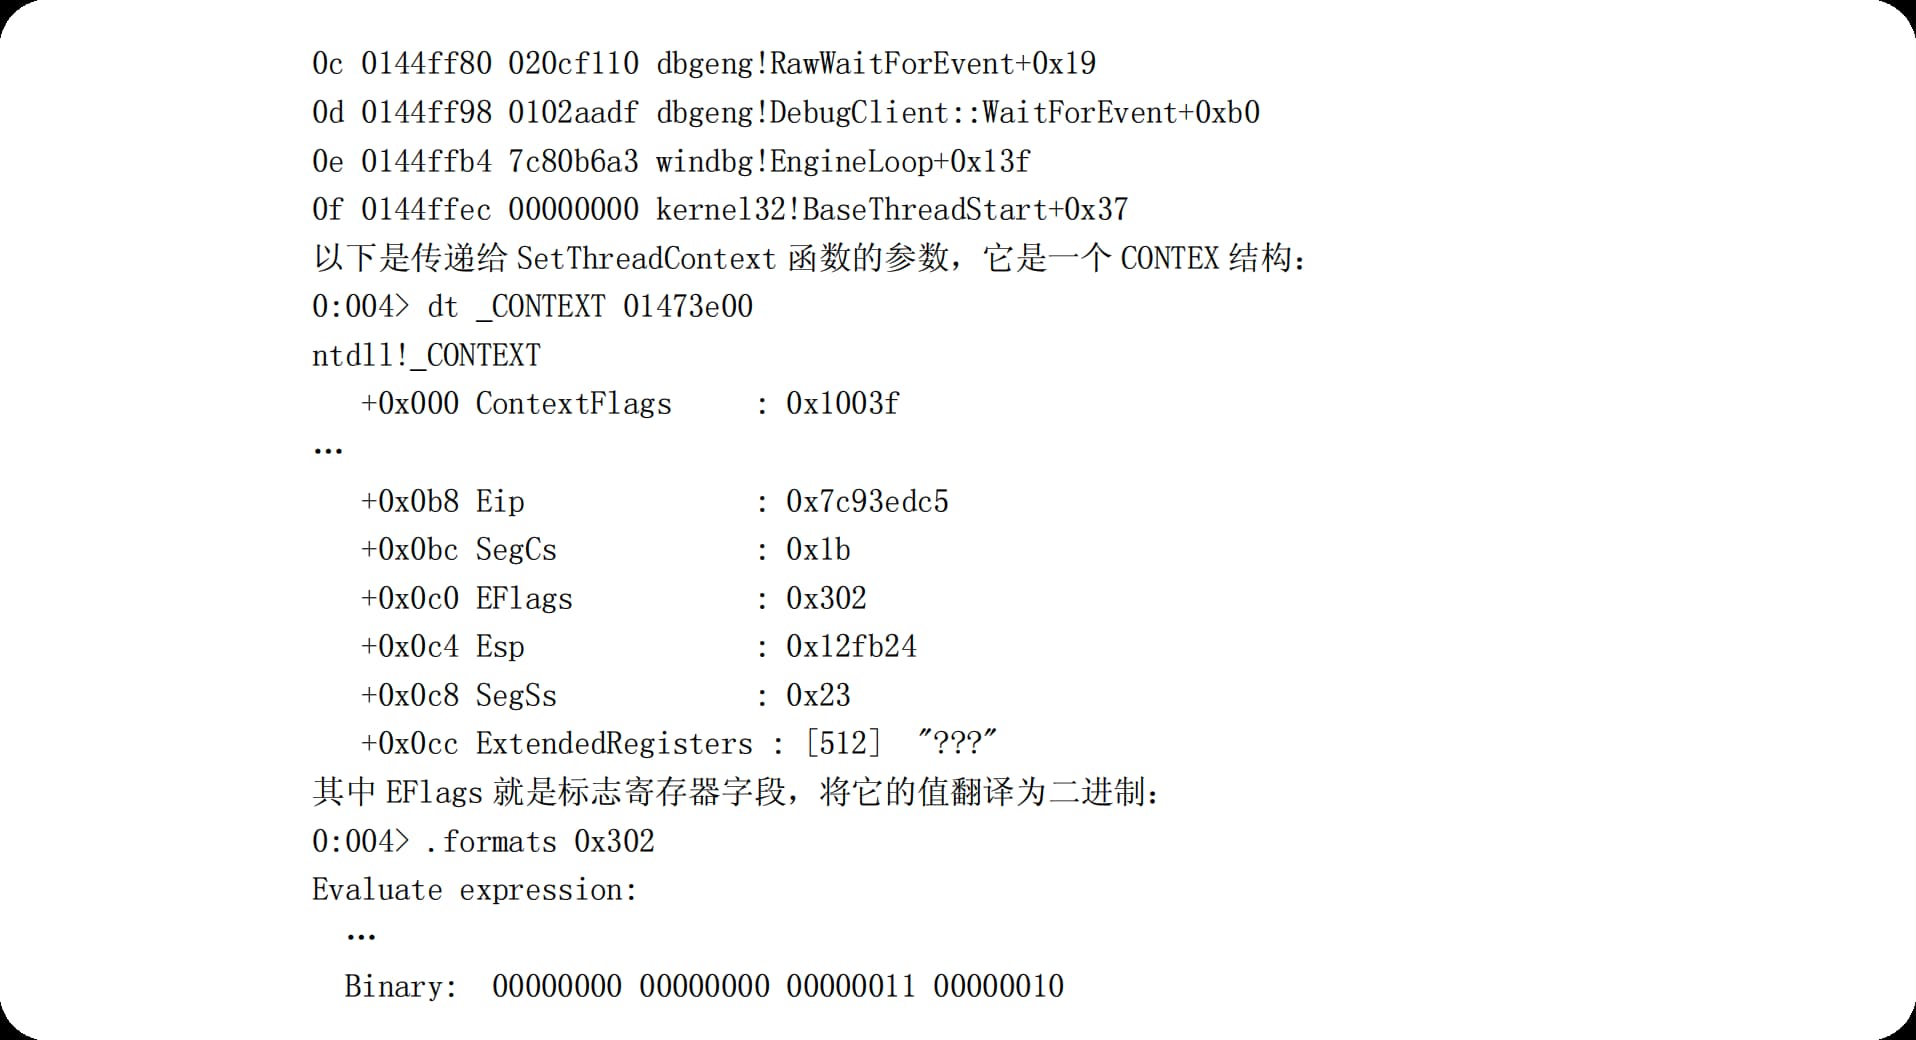 0c 0144ff80 020cf110 dbgeng!RawWaitForEvent+0x19
0d 0144ff98 0102aadf dbgeng!DebugClient::WaitForEvent+0xb0
0e 0144ffb4 7c80b6a3 windbg!EngineLoop+0x13f
0f 0144ffec 00000000 kernel32!BaseThreadStart+0x37
以下是传递给 SetThreadContext 函数的参数，它是一个 CONTEX 结构：
0:004> dt _CONTEXT 01473e00
ntdll!_CONTEXT
   +0x000 ContextFlags     : 0x1003f
…
   +0x0b8 Eip              : 0x7c93edc5
   +0x0bc SegCs            : 0x1b
   +0x0c0 EFlags           : 0x302
   +0x0c4 Esp              : 0x12fb24
   +0x0c8 SegSs            : 0x23
   +0x0cc ExtendedRegisters : [512]  "???"
其中 EFlags 就是标志寄存器字段，将它的值翻译为二进制：
0:004> .formats 0x302
Evaluate expression:
  …
  Binary:  00000000 00000000 00000011 00000010